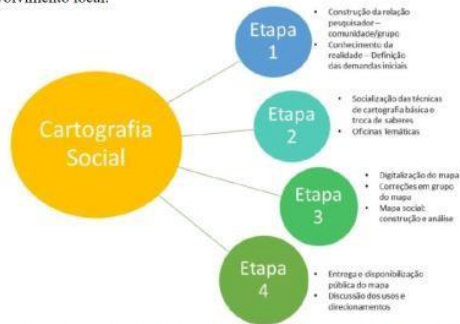 volvimento local.
Cartografia
Social
Etapa
1
• Construção da relação
pesquisador –
comunidade/grupo
• Conhecimento da
realidade – Definição
das demandas iniciais
Etapa
2
• Socialização das técnicas
de cartografia básica e
troca de saberes
• Oficinas Temáticas
Etapa
3
• Digitalização do mapa
• Correções em grupo
do mapa
• Mapa social:
construção e análise
Etapa
4
• Entrega e disponibilização
pública do mapa
• Discussão dos usos e
direcionamentos